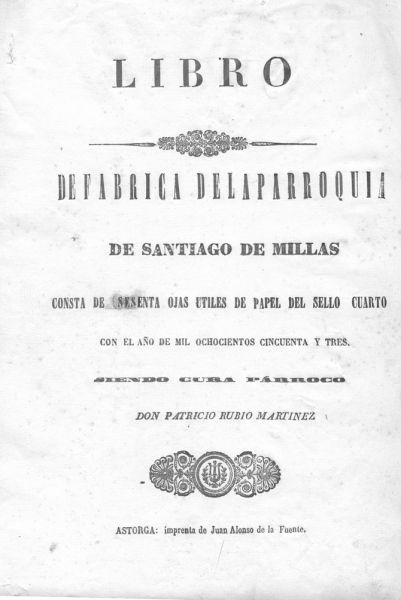 LIBRO
DE FABRICA DE LA PARROQUIA
DE SANTIAGO DE MILLAS
CONSTA DE SESENTA OJAS UTILES DE PAPEL DEL SELLO CUARTO
CON EL AÑO DE MIL OCHOCIENTOS CINCUENTA Y TRES.
SIENDO CURA PÁRROCO
DON PATRICIO RUBIO MARTINEZ
ASTORGA: imprenta de Juan Alonso de la Fuente.